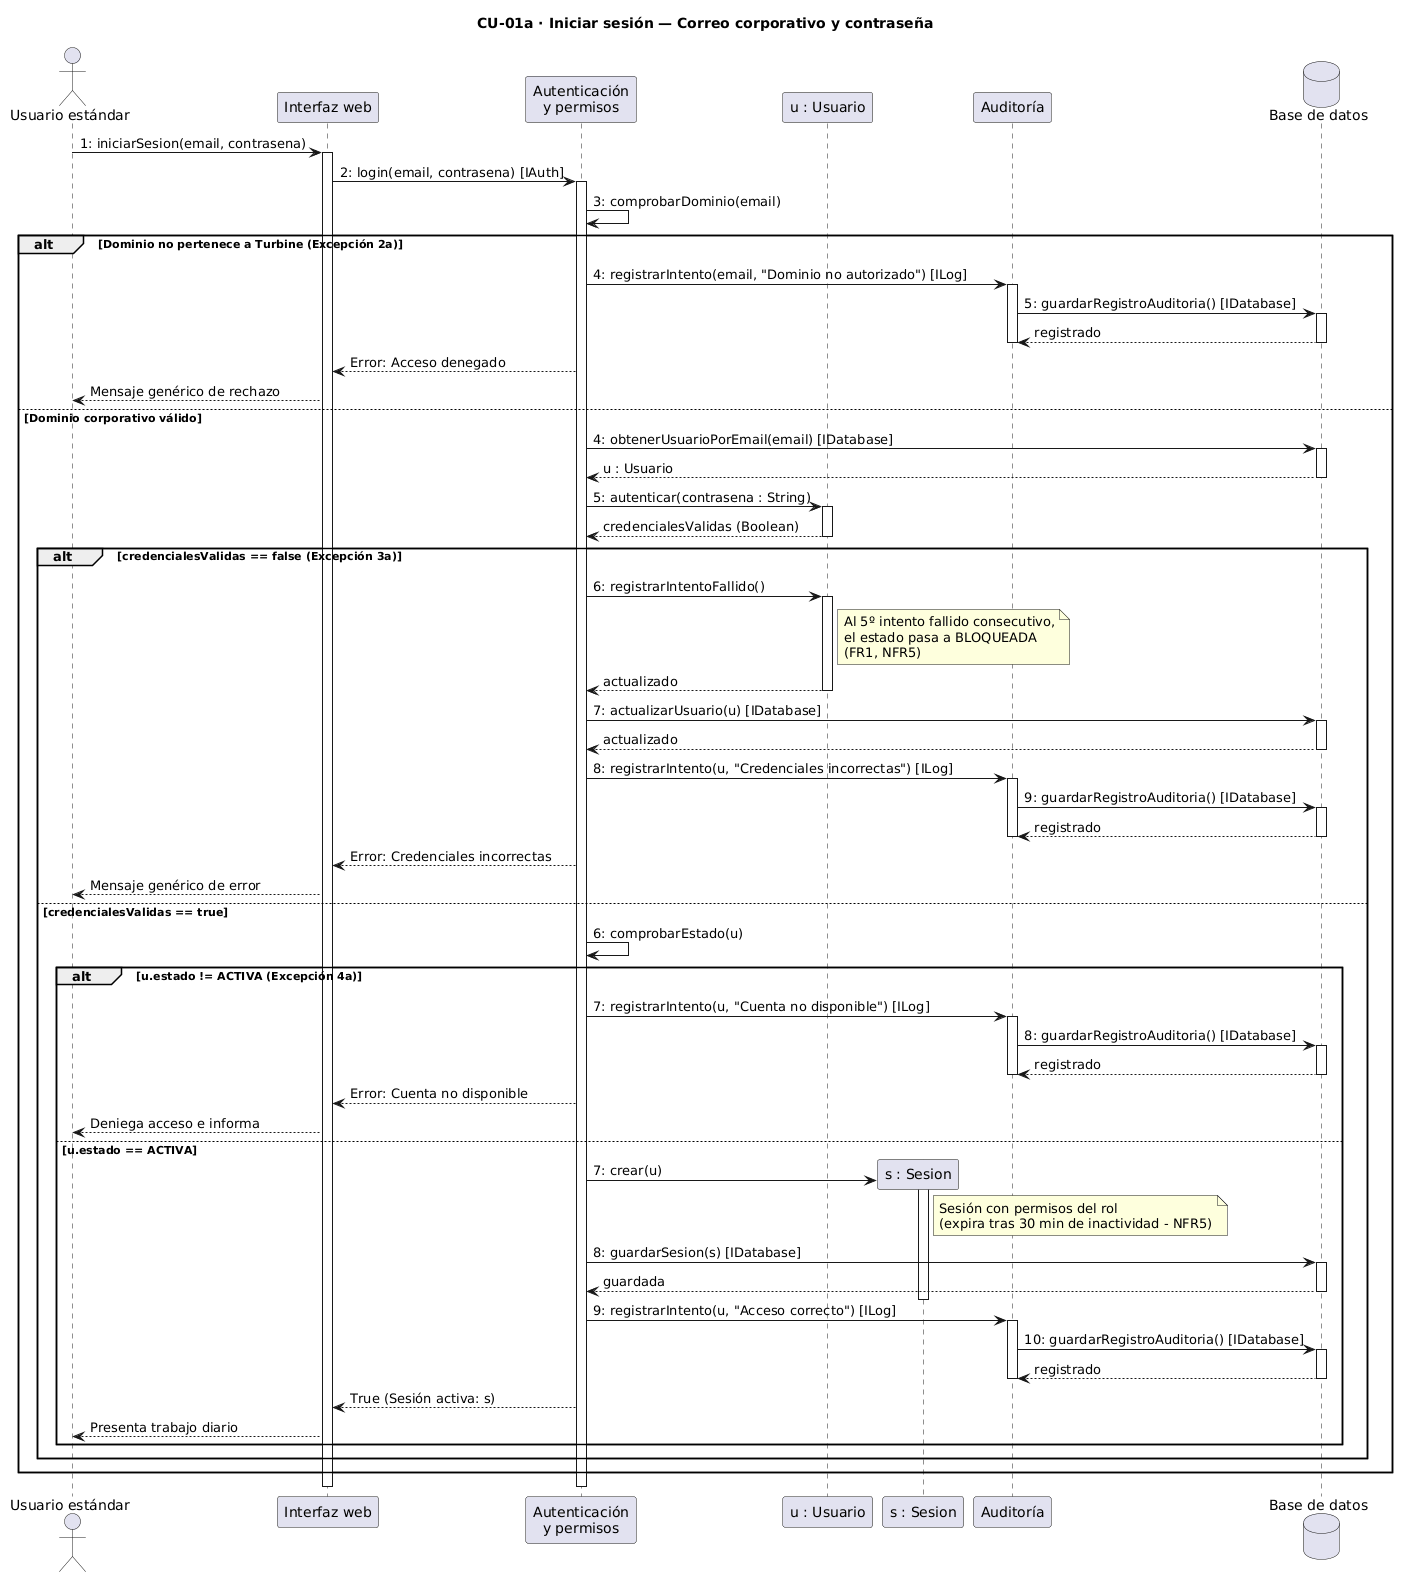 CU-01a · Iniciar sesión — Correo corporativo y contraseña
Usuario estándar
Interfaz web
Autenticación
y permisos
u : Usuario
Auditoría
Base de datos
1: iniciarSesion(email, contrasena)
2: login(email, contrasena) [IAuth]
3: comprobarDominio(email)
alt [Dominio no pertenece a Turbine (Excepción 2a)]
4: registrarIntento(email, "Dominio no autorizado") [ILog]
5: guardarRegistroAuditoria() [IDatabase]
registrado
Error: Acceso denegado
Mensaje genérico de rechazo
[Dominio corporativo válido]
4: obtenerUsuarioPorEmail(email) [IDatabase]
u : Usuario
5: autenticar(contrasena : String)
credencialesValidas (Boolean)
alt [credencialesValidas == false (Excepción 3a)]
6: registrarIntentoFallido()
Al 5º intento fallido consecutivo,
el estado pasa a BLOQUEADA
(FR1, NFR5)
actualizado
7: actualizarUsuario(u) [IDatabase]
actualizado
8: registrarIntento(u, "Credenciales incorrectas") [ILog]
9: guardarRegistroAuditoria() [IDatabase]
registrado
Error: Credenciales incorrectas
Mensaje genérico de error
[credencialesValidas == true]
6: comprobarEstado(u)
alt [u.estado != ACTIVA (Excepción 4a)]
7: registrarIntento(u, "Cuenta no disponible") [ILog]
8: guardarRegistroAuditoria() [IDatabase]
registrado
Error: Cuenta no disponible
Deniega acceso e informa
[u.estado == ACTIVA]
7: crear(u)
s : Sesion
Sesión con permisos del rol
(expira tras 30 min de inactividad - NFR5)
8: guardarSesion(s) [IDatabase]
guardada
9: registrarIntento(u, "Acceso correcto") [ILog]
10: guardarRegistroAuditoria() [IDatabase]
registrado
True (Sesión activa: s)
Presenta trabajo diario
Usuario estándar
Interfaz web
Autenticación
y permisos
u : Usuario
s : Sesion
Auditoría
Base de datos